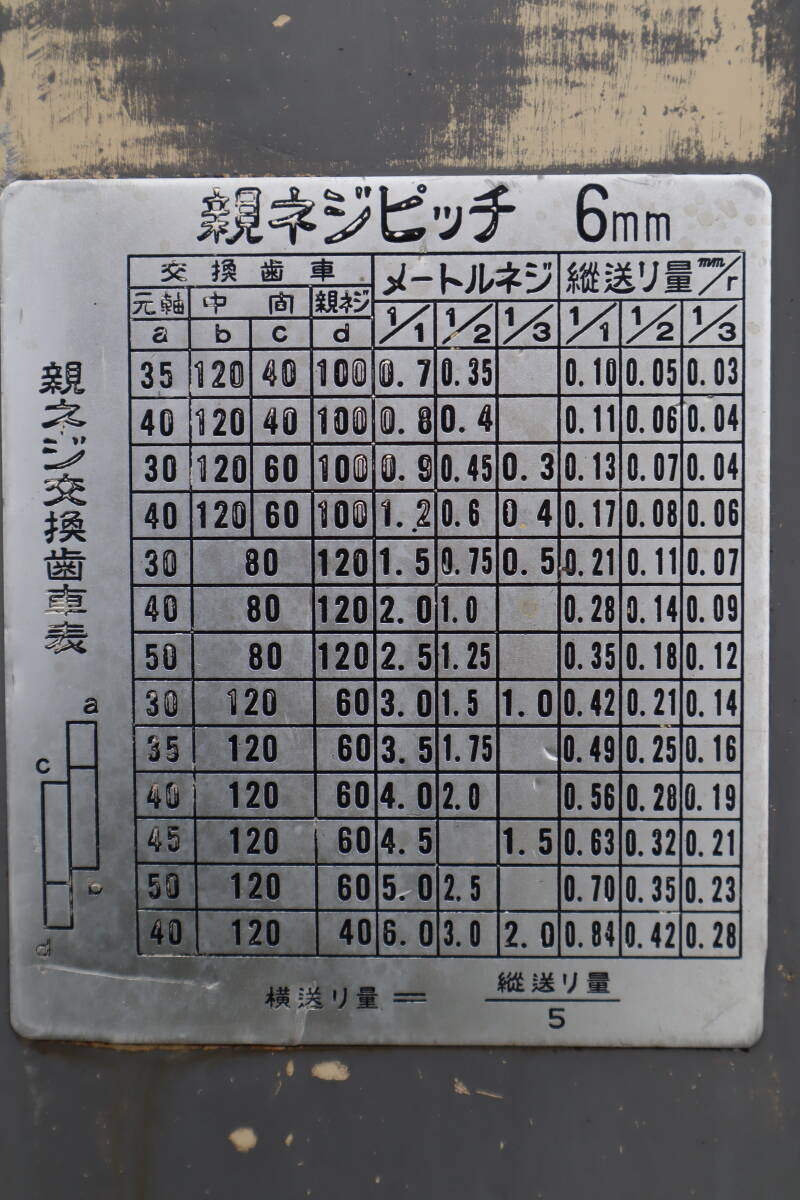 親ネジピッチ 6mm
交換歯車 メートルネジ 縦送リ量mm/r
元軸 中間 親ネジ 1/1 1/2 1/3 1/1 1/2 1/3
a b c d
35 120 40 100 0.7 0.35 0.10 0.05 0.03
40 120 40 100 0.8 0.4 0.11 0.06 0.04
30 120 60 100 0.9 0.45 0.3 0.13 0.07 0.04
40 120 60 100 1.2 0.6 0.4 0.17 0.08 0.06
30 80 120 1.5 0.75 0.5 0.21 0.11 0.07
40 80 120 2.0 1.0 0.28 0.14 0.09
50 80 120 2.5 1.25 0.35 0.18 0.12
30 120 60 3.0 1.5 1.0 0.42 0.21 0.14
35 120 60 3.5 1.75 0.49 0.25 0.16
40 120 60 4.0 2.0 0.56 0.28 0.19
45 120 60 4.5 1.5 0.63 0.32 0.21
50 120 60 5.0 2.5 0.70 0.35 0.23
40 120 40 6.0 3.0 2.0 0.84 0.42 0.28
親ネジ交換歯車表
a
c
b
d
横送リ量＝縦送リ量/5